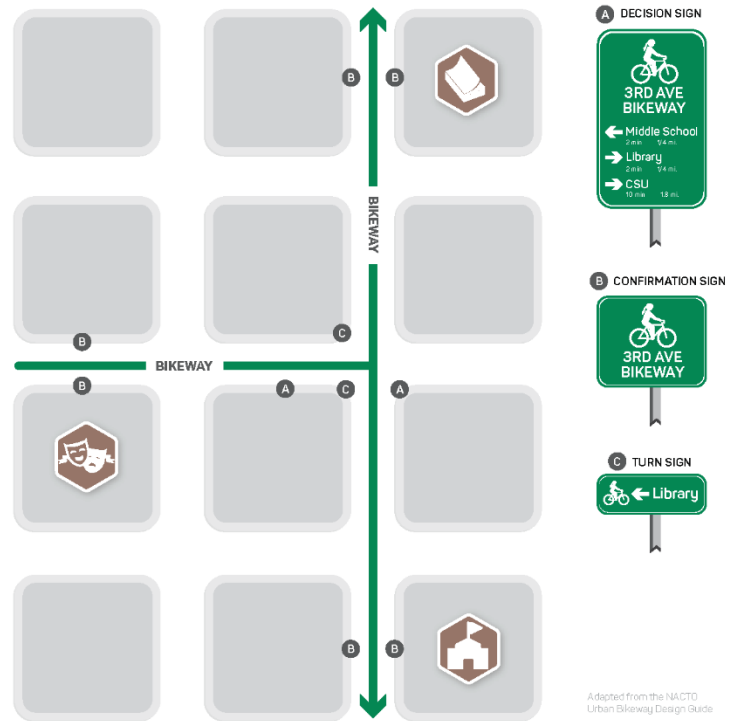 A DECISION SIGN
3RD AVE
BIKEWAY
Middle School
2 min 1/4 mi.
Library
2 min 1/4 mi.
CSU
10 min 1.8 mi.
B CONFIRMATION SIGN
3RD AVE
BIKEWAY
C TURN SIGN
Library
B B
BIKEWAY
B
C
BIKEWAY
B
A
C
A
B B
Adapted from the NACTO
Urban Bikeway Design Guide